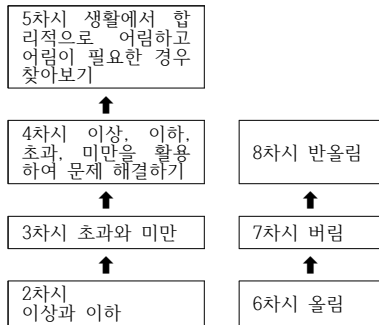 5차시 생활에서 합
리적으로 어림하고
어림이 필요한 경우
찾아보기
4차시 이상, 이하,
초과, 미만을 활용
하여 문제 해결하기
8차시 반올림
3차시 초과와 미만
7차시 버림
2차시
이상과 이하
6차시 올림